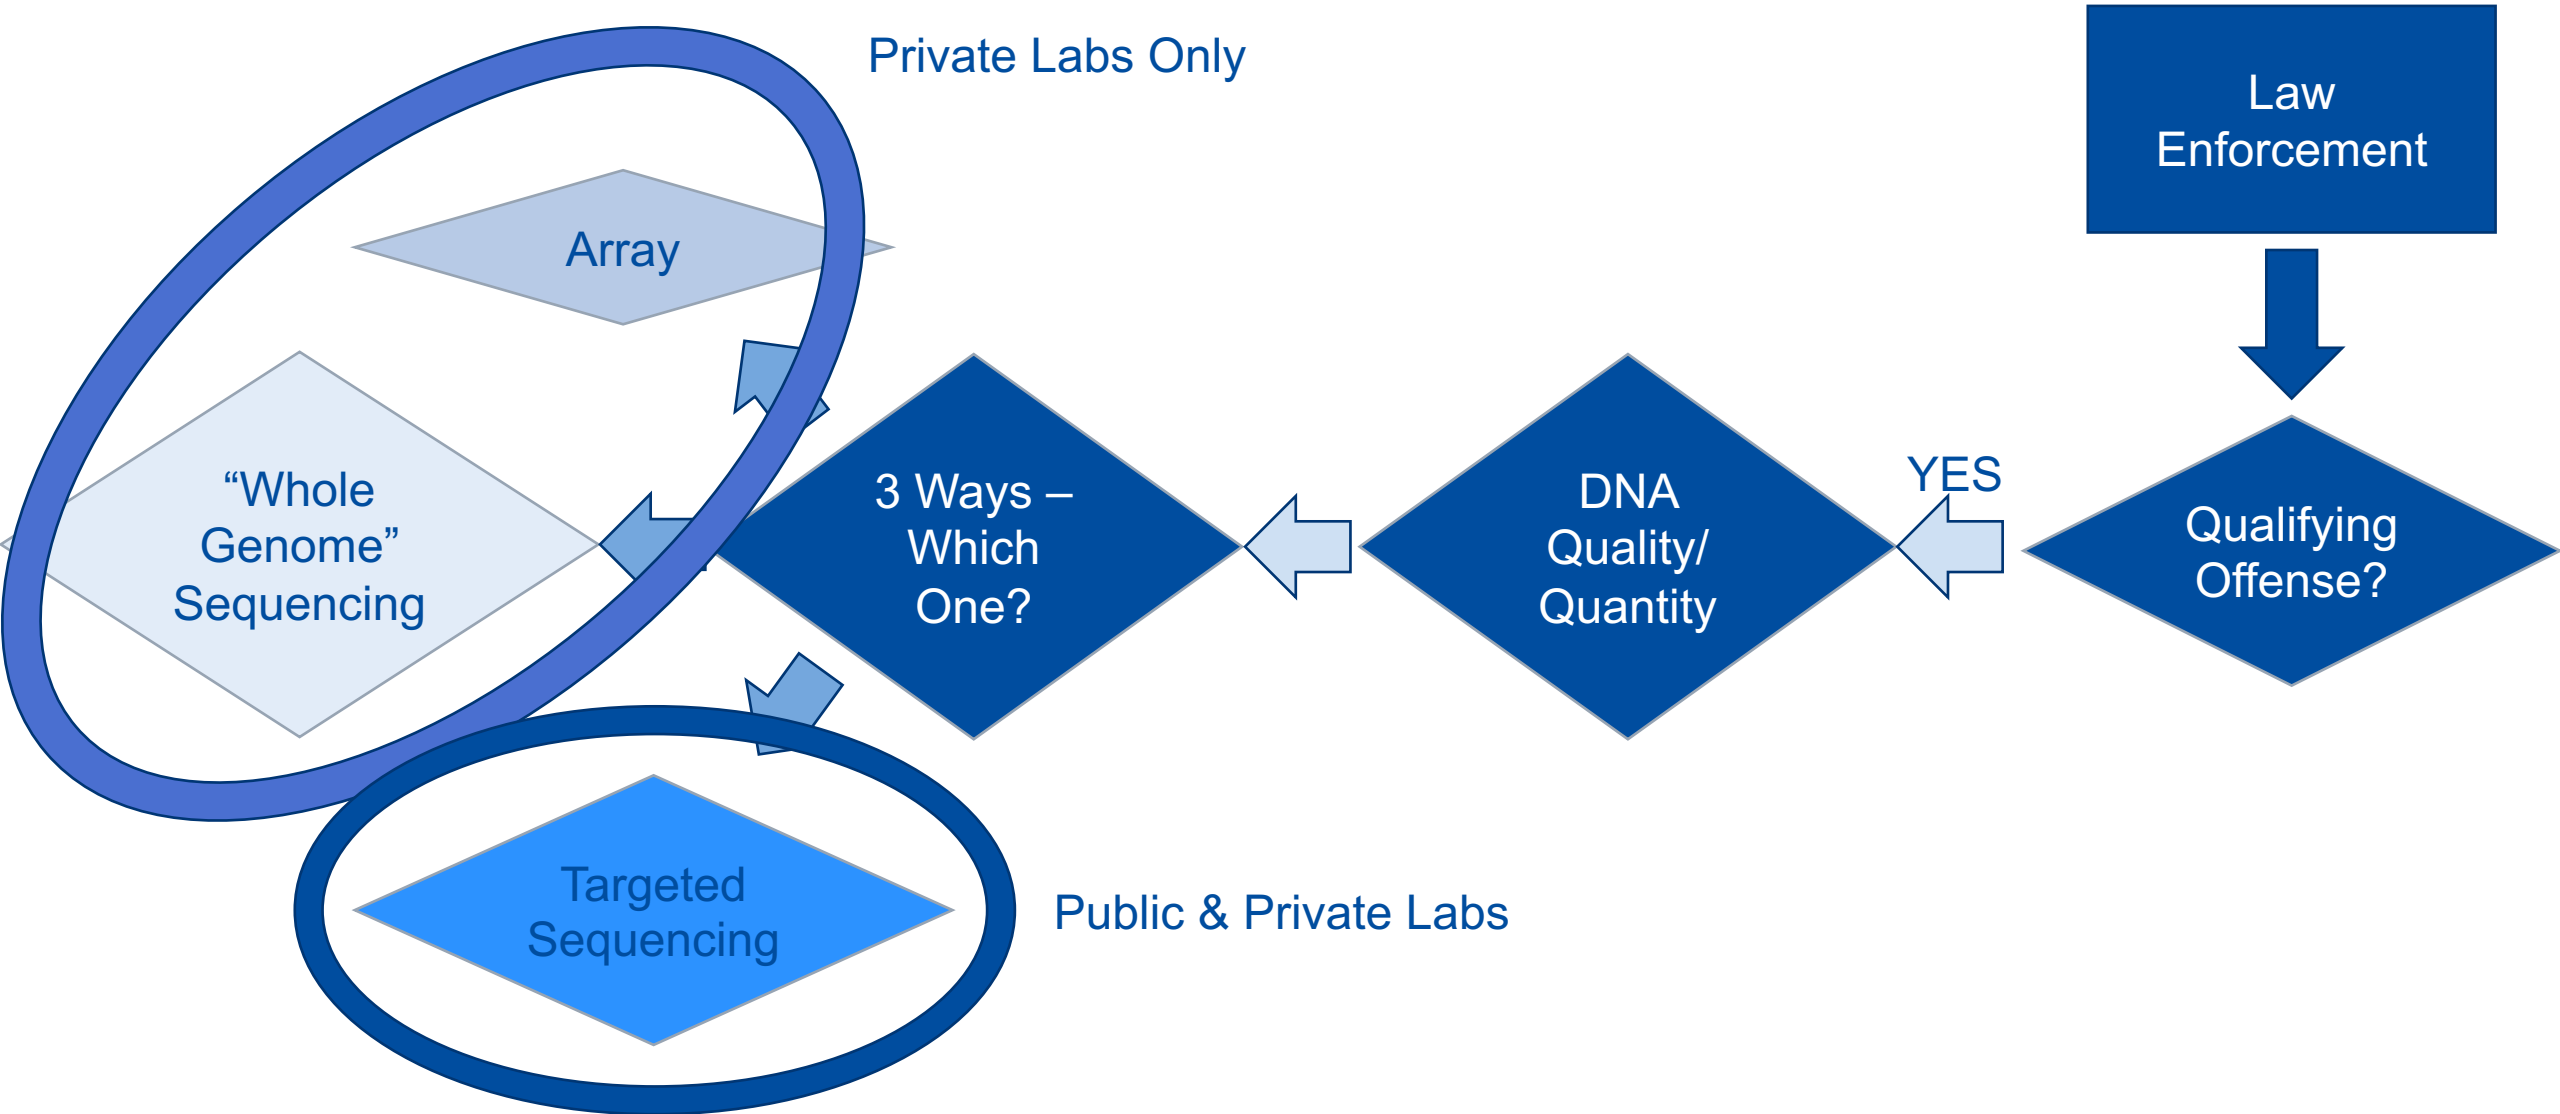 Private Labs Only
Law
Enforcement
Array
“Whole
Genome”
Sequencing
3 Ways –
Which
One?
DNA
Quality/
Quantity
YES
Qualifying
Offense?
Targeted
Sequencing
Public & Private Labs